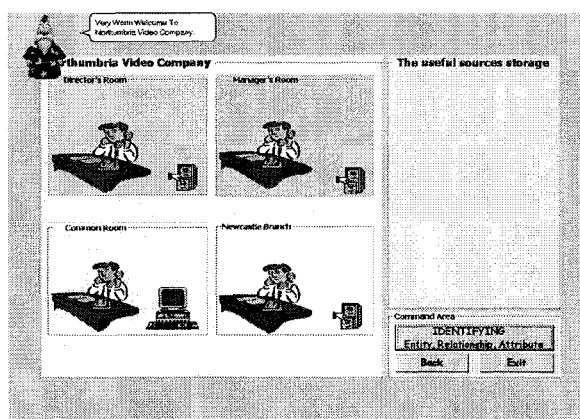 Very Warm Welcome To
Northumbria Video Company.
orthumbria Video Company
The useful sources storage
Director's Room
Manager's Room
Common Room
Newcastle Branch
Command Area
IDENTIFYING
Entity, Relationship, Attribute
Back
Exit